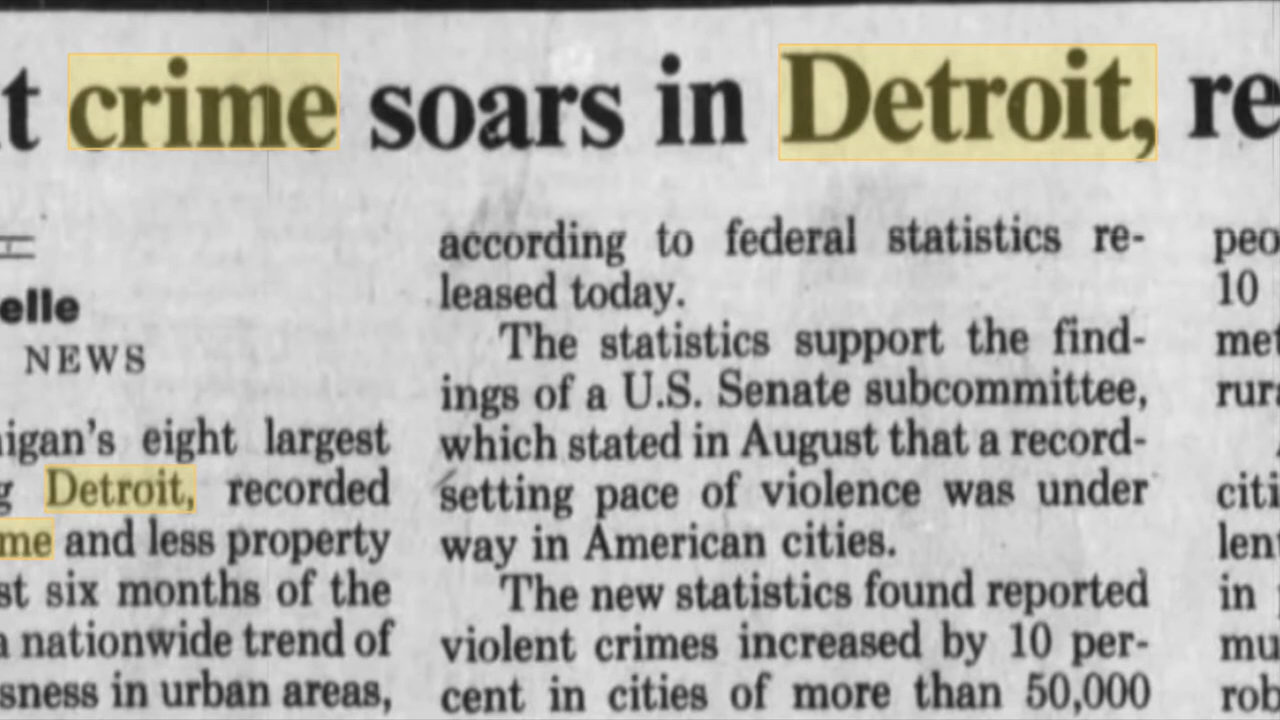 t crime soars in Detroit, re
elle
NEWS
igan's eight largest
g Detroit, recorded
me and less property
st six months of the
a nationwide trend of
sness in urban areas,
according to federal statistics re-
leased today.
The statistics support the find-
ings of a U.S. Senate subcommittee,
which stated in August that a record-
setting pace of violence was under
way in American cities.
The new statistics found reported
violent crimes increased by 10 per-
cent in cities of more than 50,000
peo
10
met
rura
citi
lent
in
mu
rob